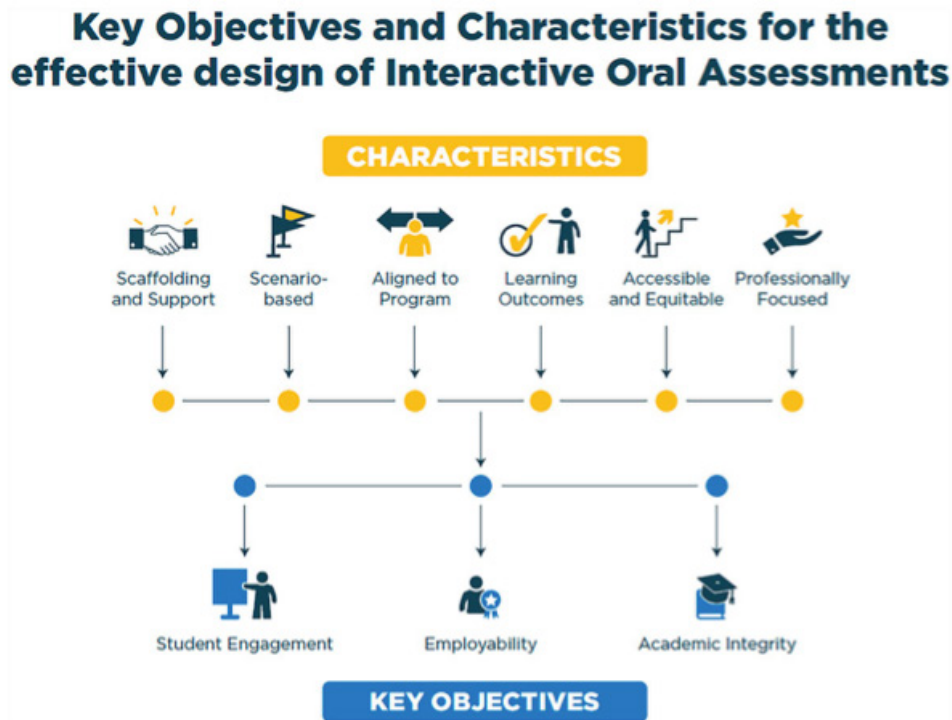 Key Objectives and Characteristics for the
effective design of Interactive Oral Assessments
CHARACTERISTICS
Scaffolding
and Support
Scenario-
based
Aligned to
Program
Learning
Outcomes
Accessible
and Equitable
Professionally
Focused
Student Engagement
Employability
Academic Integrity
KEY OBJECTIVES